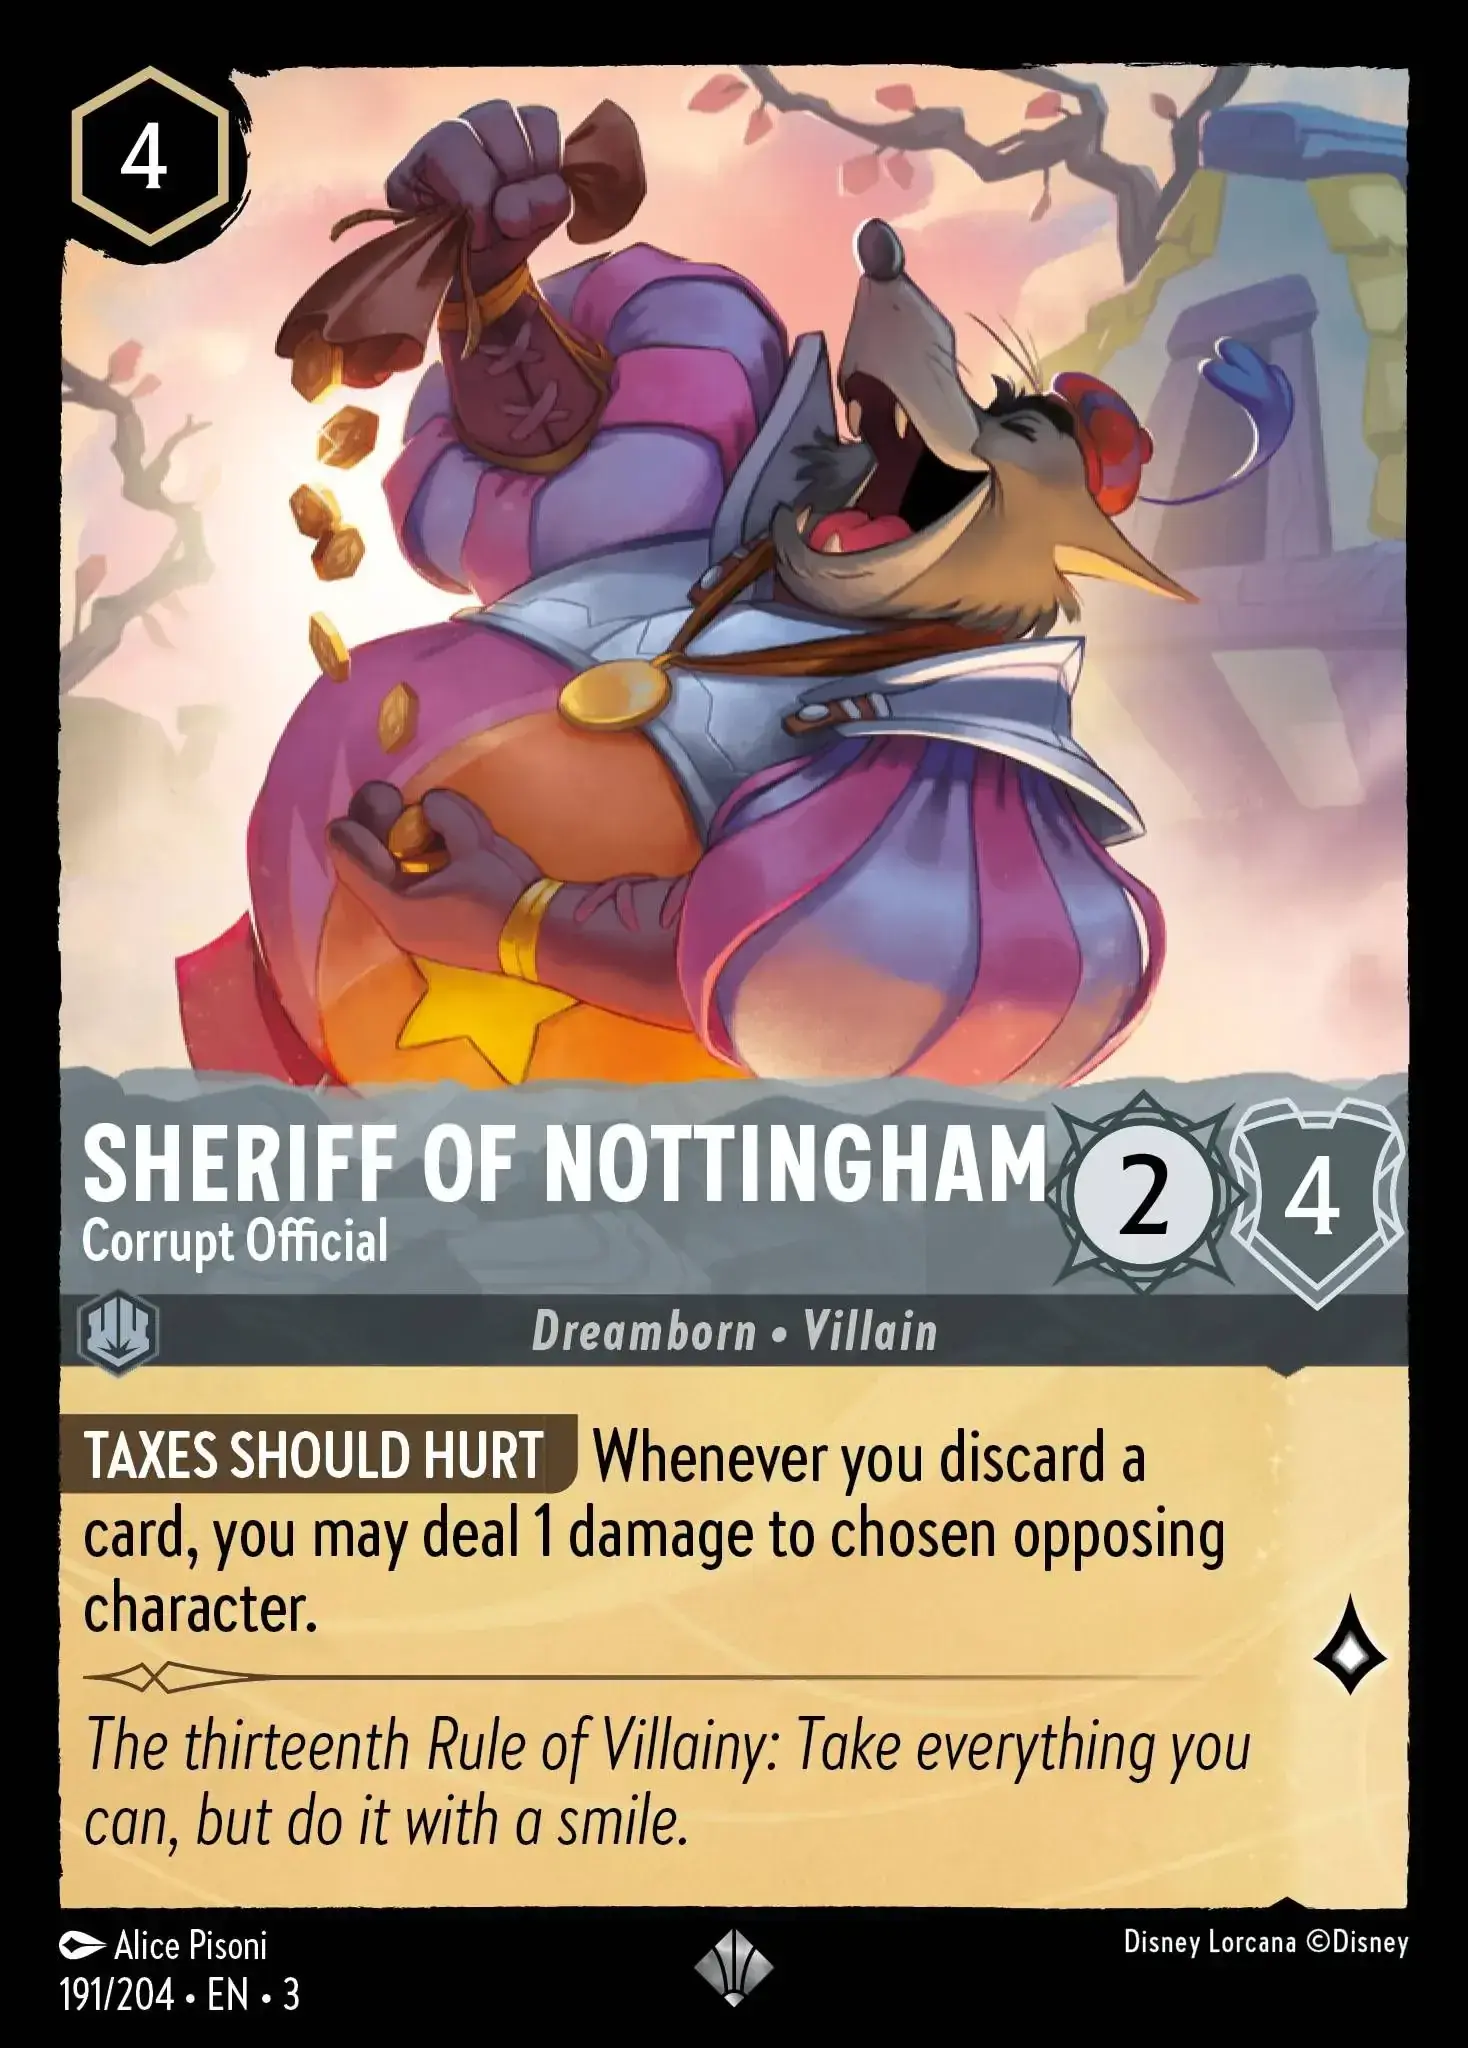 4
SHERIFF OF NOTTINGHAM
Corrupt Official
2
4
Dreamborn • Villain
TAXES SHOULD HURT Whenever you discard a
card, you may deal 1 damage to chosen opposing
character.
The thirteenth Rule of Villainy: Take everything you
can, but do it with a smile.
Alice Pisoni
191/204 • EN • 3
Disney Lorcana ©Disney